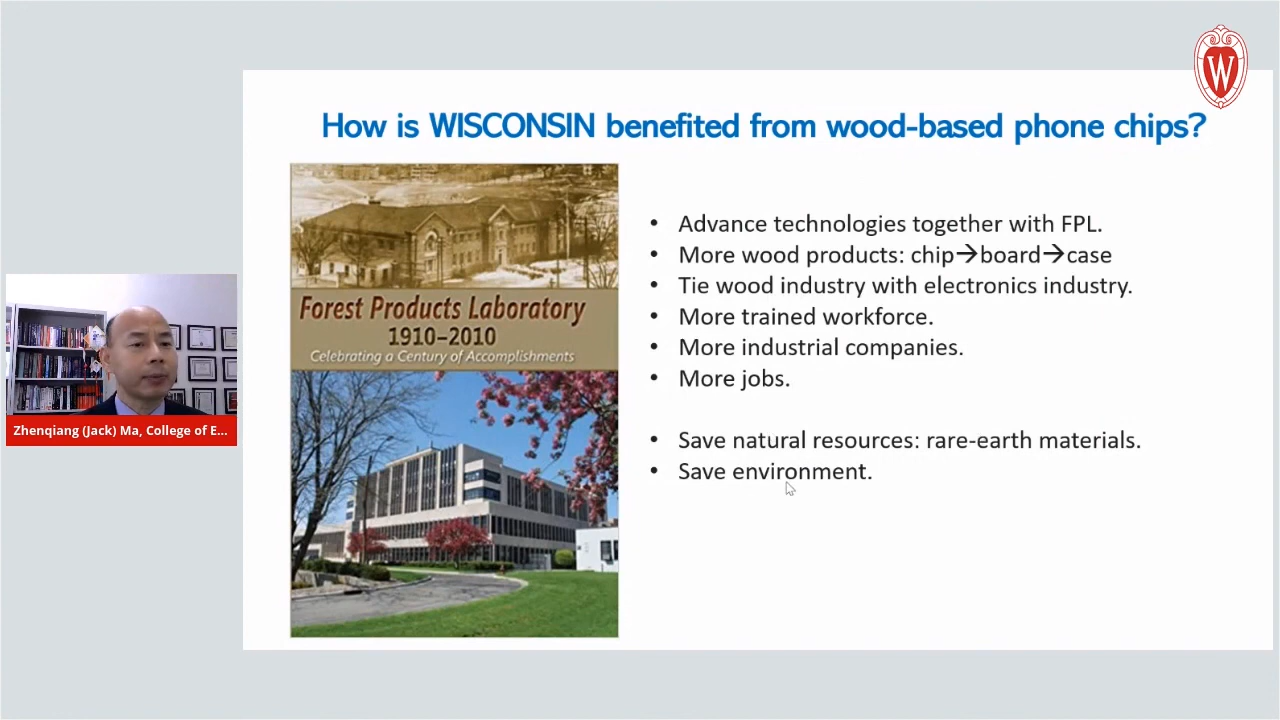 W
How is WISCONSIN benefited from wood-based phone chips?
Forest Products Laboratory
1910–2010
Celebrating a Century of Accomplishments
• Advance technologies together with FPL.
• More wood products: chip→board→case
• Tie wood industry with electronics industry.
• More trained workforce.
• More industrial companies.
• More jobs.
• Save natural resources: rare-earth materials.
• Save environment.
Zhenqiang (Jack) Ma, College of E...